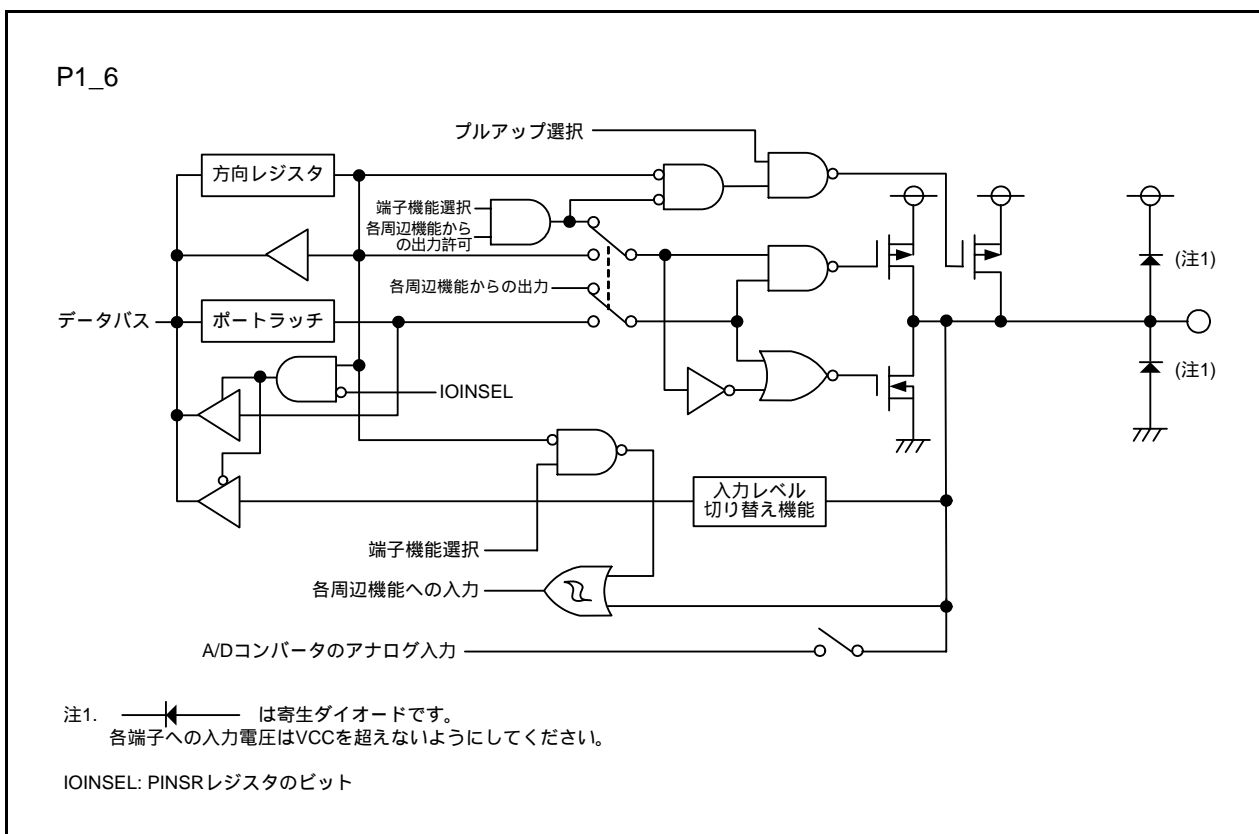 P1_6
プルアップ選択
方向レジスタ
端子機能選択
各周辺機能から
の出力許可
(注1)
各周辺機能からの出力
データバス
ポートラッチ
(注1)
IOINSEL
入力レベル
切り替え機能
端子機能選択
各周辺機能への入力
A/Dコンバータのアナログ入力
注1. は寄生ダイオードです。
各端子への入力電圧はVCCを超えないようにしてください。
IOINSEL: PINSRレジスタのビット